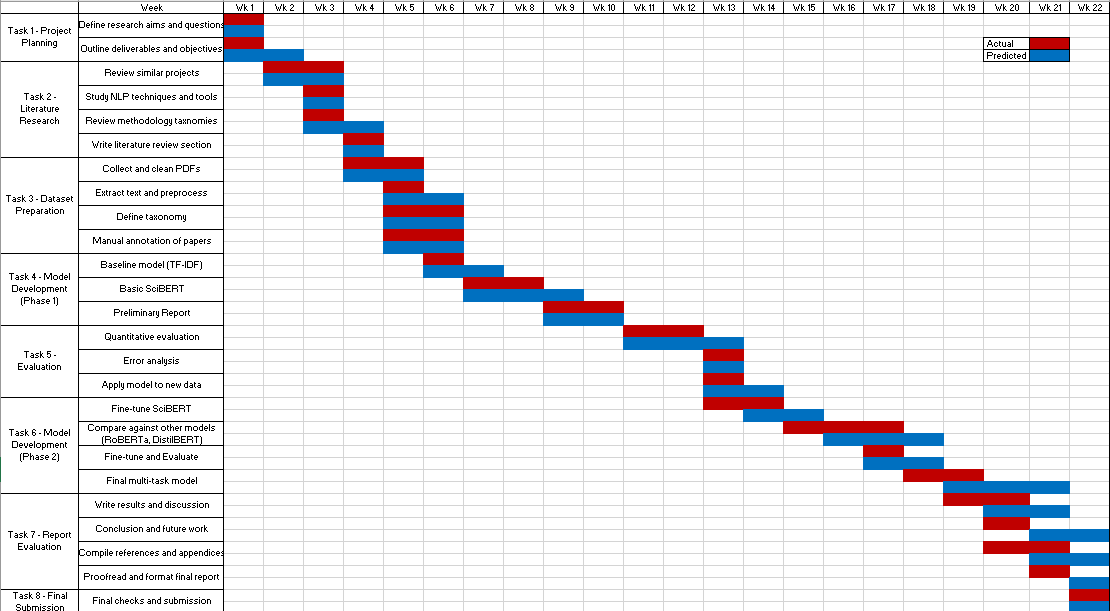 Week Wk 1 Wk 2 Wk 3 Wk 4 Wk 5 Wk 6 Wk 7 Wk 8 Wk 9 Wk 10 Wk 11 Wk 12 Wk 13 Wk 14 Wk 15 Wk 16 Wk 17 Wk 18 Wk 19 Wk 20 Wk 21 Wk 22
Task 1 - Project
Planning
Define research aims and questions
Outline deliverables and objectives
Actual
Predicted
Task 2 -
Literature
Research
Review similar projects
Study NLP techniques and tools
Review methodology taxnomies
Write literature review section
Task 3 - Dataset
Preparation
Collect and clean PDFs
Extract text and preprocess
Define taxonomy
Manual annotation of papers
Task 4 - Model
Development
(Phase 1)
Baseline model (TF-IDF)
Basic SciBERT
Preliminary Report
Task 5 -
Evaluation
Quantitative evaluation
Error analysis
Apply model to new data
Task 6 - Model
Development
(Phase 2)
Fine-tune SciBERT
Compare against other models
(RoBERTa, DistilBERT)
Fine-tune and Evaluate
Final multi-task model
Task 7 - Report
Evaluation
Write results and discussion
Conclusion and future work
Compile references and appendices
Proofread and format final report
Task 8 - Final
Submission
Final checks and submission